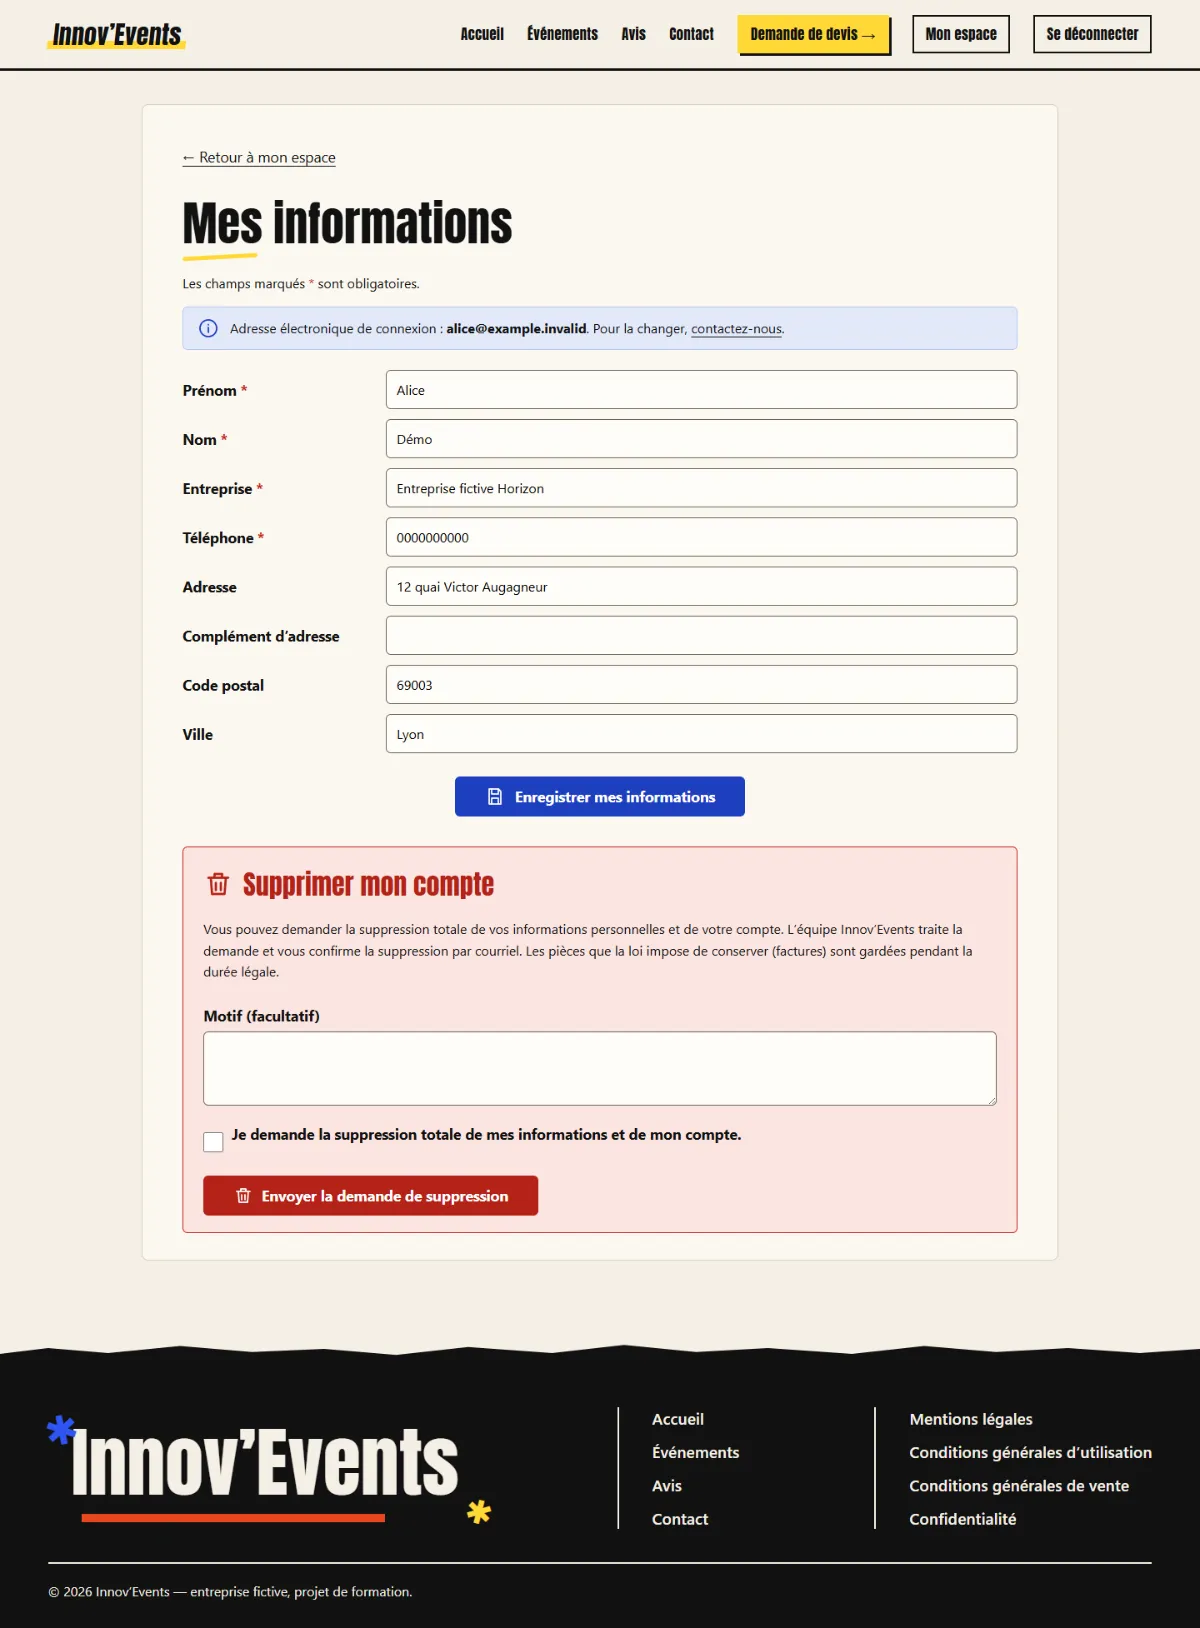 Innov’Events
Accueil
Événements
Avis
Contact
Demande de devis →
Mon espace
Se déconnecter
← Retour à mon espace
Mes informations
Les champs marqués * sont obligatoires.
Adresse électronique de connexion : alice@example.invalid. Pour la changer, contactez-nous.
Prénom *
Alice
Nom *
Démo
Entreprise *
Entreprise fictive Horizon
Téléphone *
0000000000
Adresse
12 quai Victor Augagneur
Complément d’adresse
Code postal
69003
Ville
Lyon
Enregistrer mes informations
Supprimer mon compte
Vous pouvez demander la suppression totale de vos informations personnelles et de votre compte. L’équipe Innov’Events traite la
demande et vous confirme la suppression par courriel. Les pièces que la loi impose de conserver (factures) sont gardées pendant la
durée légale.
Motif (facultatif)
Je demande la suppression totale de mes informations et de mon compte.
Envoyer la demande de suppression
Innov’Events
Accueil
Événements
Avis
Contact
Mentions légales
Conditions générales d’utilisation
Conditions générales de vente
Confidentialité
© 2026 Innov’Events — entreprise fictive, projet de formation.